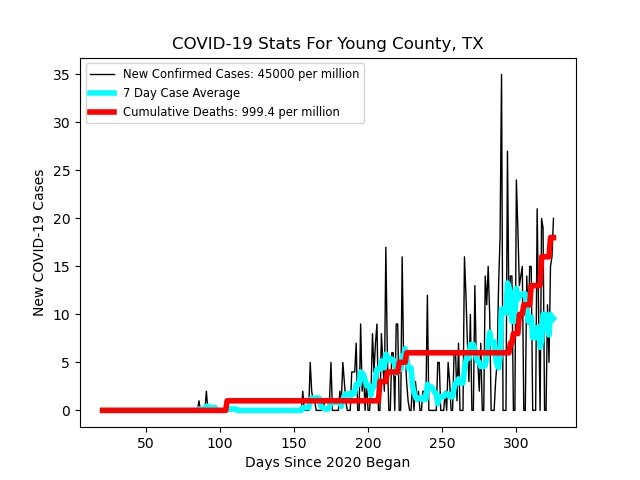 COVID-19 Stats For Young County, TX
New Confirmed Cases: 45000 per million
7 Day Case Average
Cumulative Deaths: 999.4 per million
New COVID-19 Cases
35
30
25
20
15
10
5
0
50 100 150 200 250 300
Days Since 2020 Began